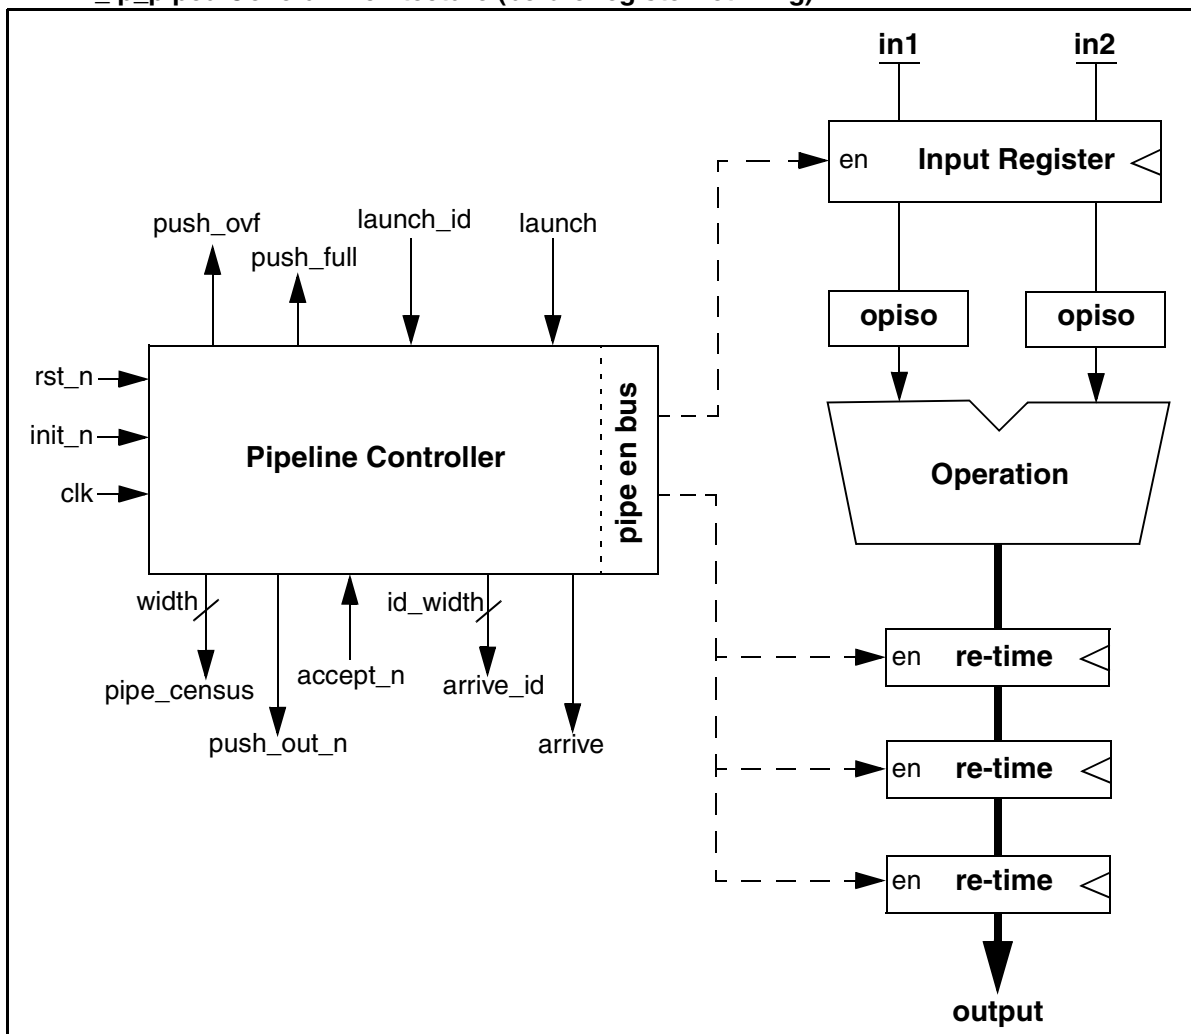 in1
in2
en
Input Register
push_ovf
launch_id
launch
push_full
opiso
opiso
rst_n
init_n
clk
Pipeline Controller
pipe en bus
Operation
width
id_width
pipe_census
accept_n
arrive_id
push_out_n
arrive
en
re-time
en
re-time
en
re-time
output